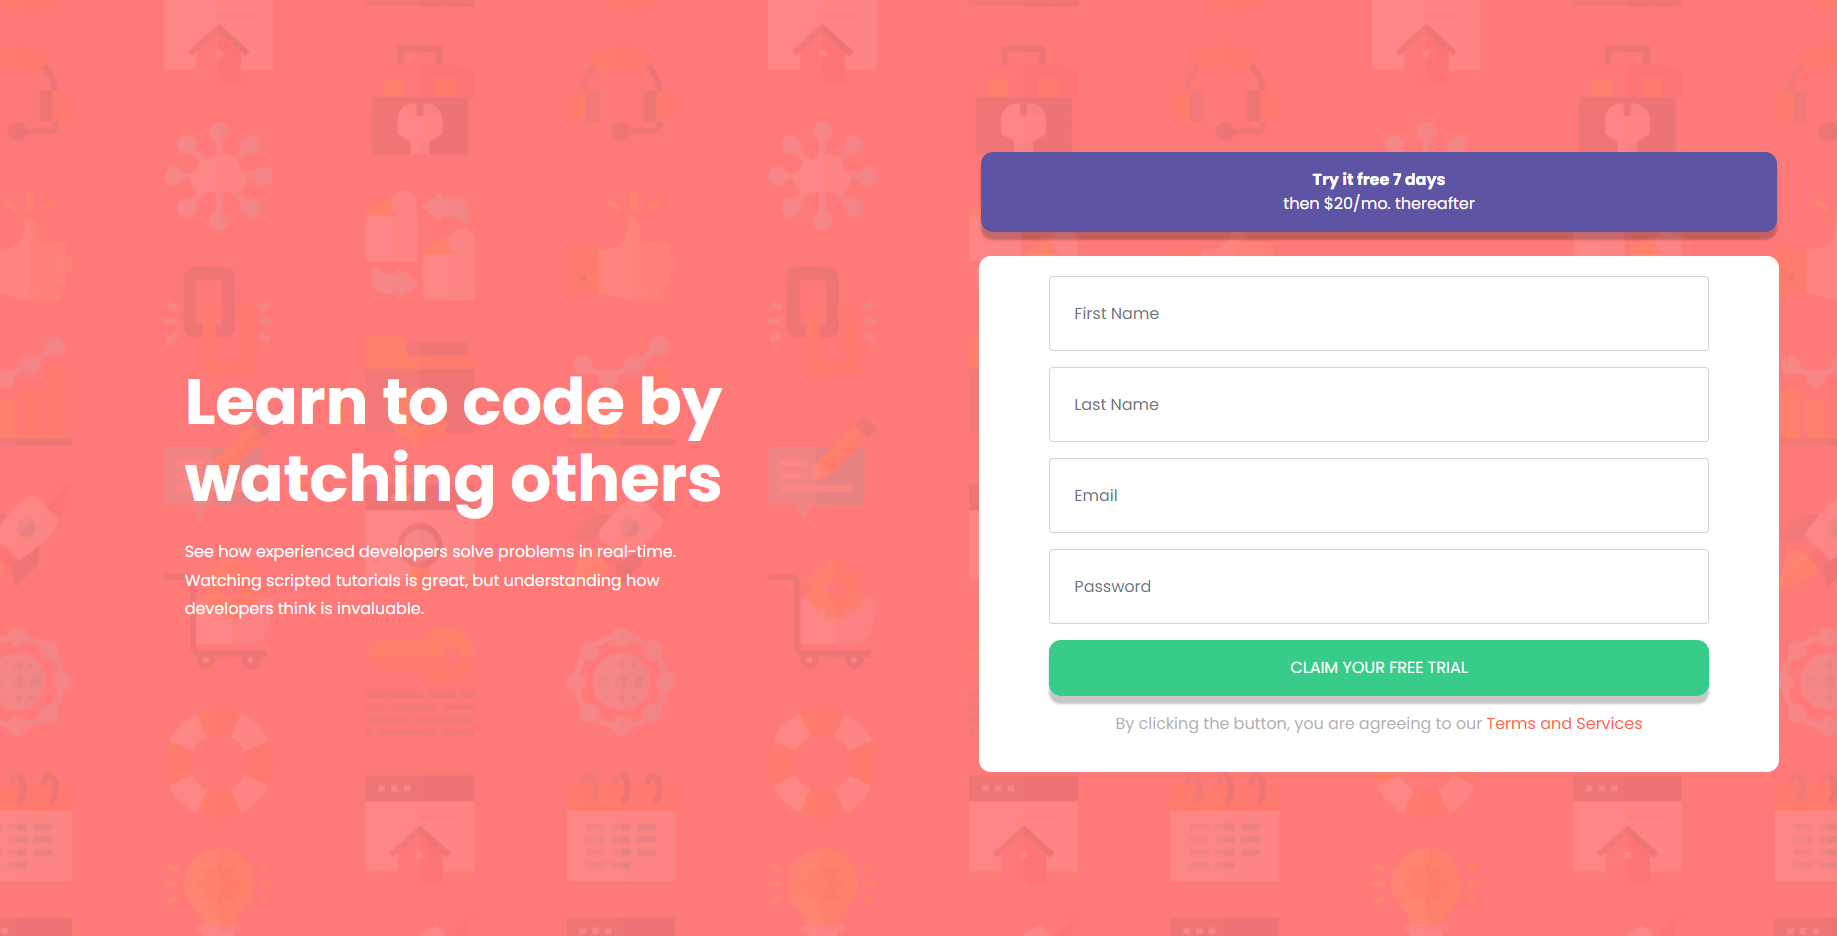 Learn to code by
watching others
See how experienced developers solve problems in real-time.
Watching scripted tutorials is great, but understanding how
developers think is invaluable.
Try it free 7 days
then $20/mo. thereafter
First Name
Last Name
Email
Password
CLAIM YOUR FREE TRIAL
By clicking the button, you are agreeing to our Terms and Services